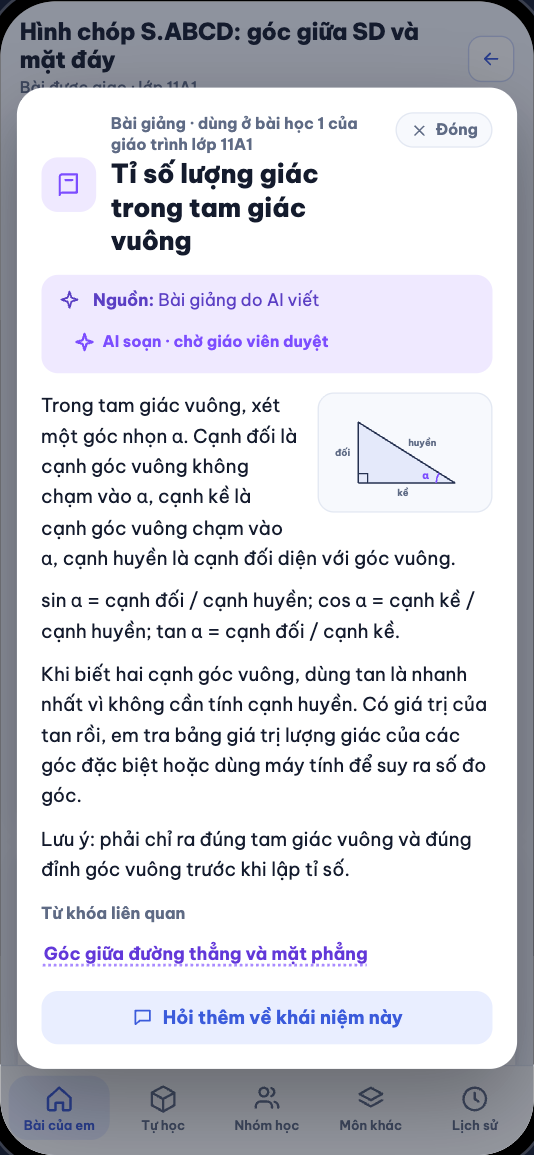 Hình chóp S.ABCD: góc giữa SD và
mặt đáy
Bài được giao · lớp 11A1
Bài giảng · dùng ở bài học 1 của
giáo trình lớp 11A1
Đóng
Tỉ số lượng giác
trong tam giác
vuông
Nguồn: Bài giảng do AI viết
AI soạn · chờ giáo viên duyệt
Trong tam giác vuông, xét
một góc nhọn α. Cạnh đối là
cạnh góc vuông không
chạm vào α, cạnh kề là
cạnh góc vuông chạm vào
α, cạnh huyền là cạnh đối diện với góc vuông.
đối
huyền
α
kề
sin α = cạnh đối / cạnh huyền; cos α = cạnh kề /
cạnh huyền; tan α = cạnh đối / cạnh kề.
Khi biết hai cạnh góc vuông, dùng tan là nhanh
nhất vì không cần tính cạnh huyền. Có giá trị của
tan rồi, em tra bảng giá trị lượng giác của các
góc đặc biệt hoặc dùng máy tính để suy ra số đo
góc.
Lưu ý: phải chỉ ra đúng tam giác vuông và đúng
đỉnh góc vuông trước khi lập tỉ số.
Từ khóa liên quan
Góc giữa đường thẳng và mặt phẳng
Hỏi thêm về khái niệm này
Bài của em
Tự học
Nhóm học
Môn khác
Lịch sử